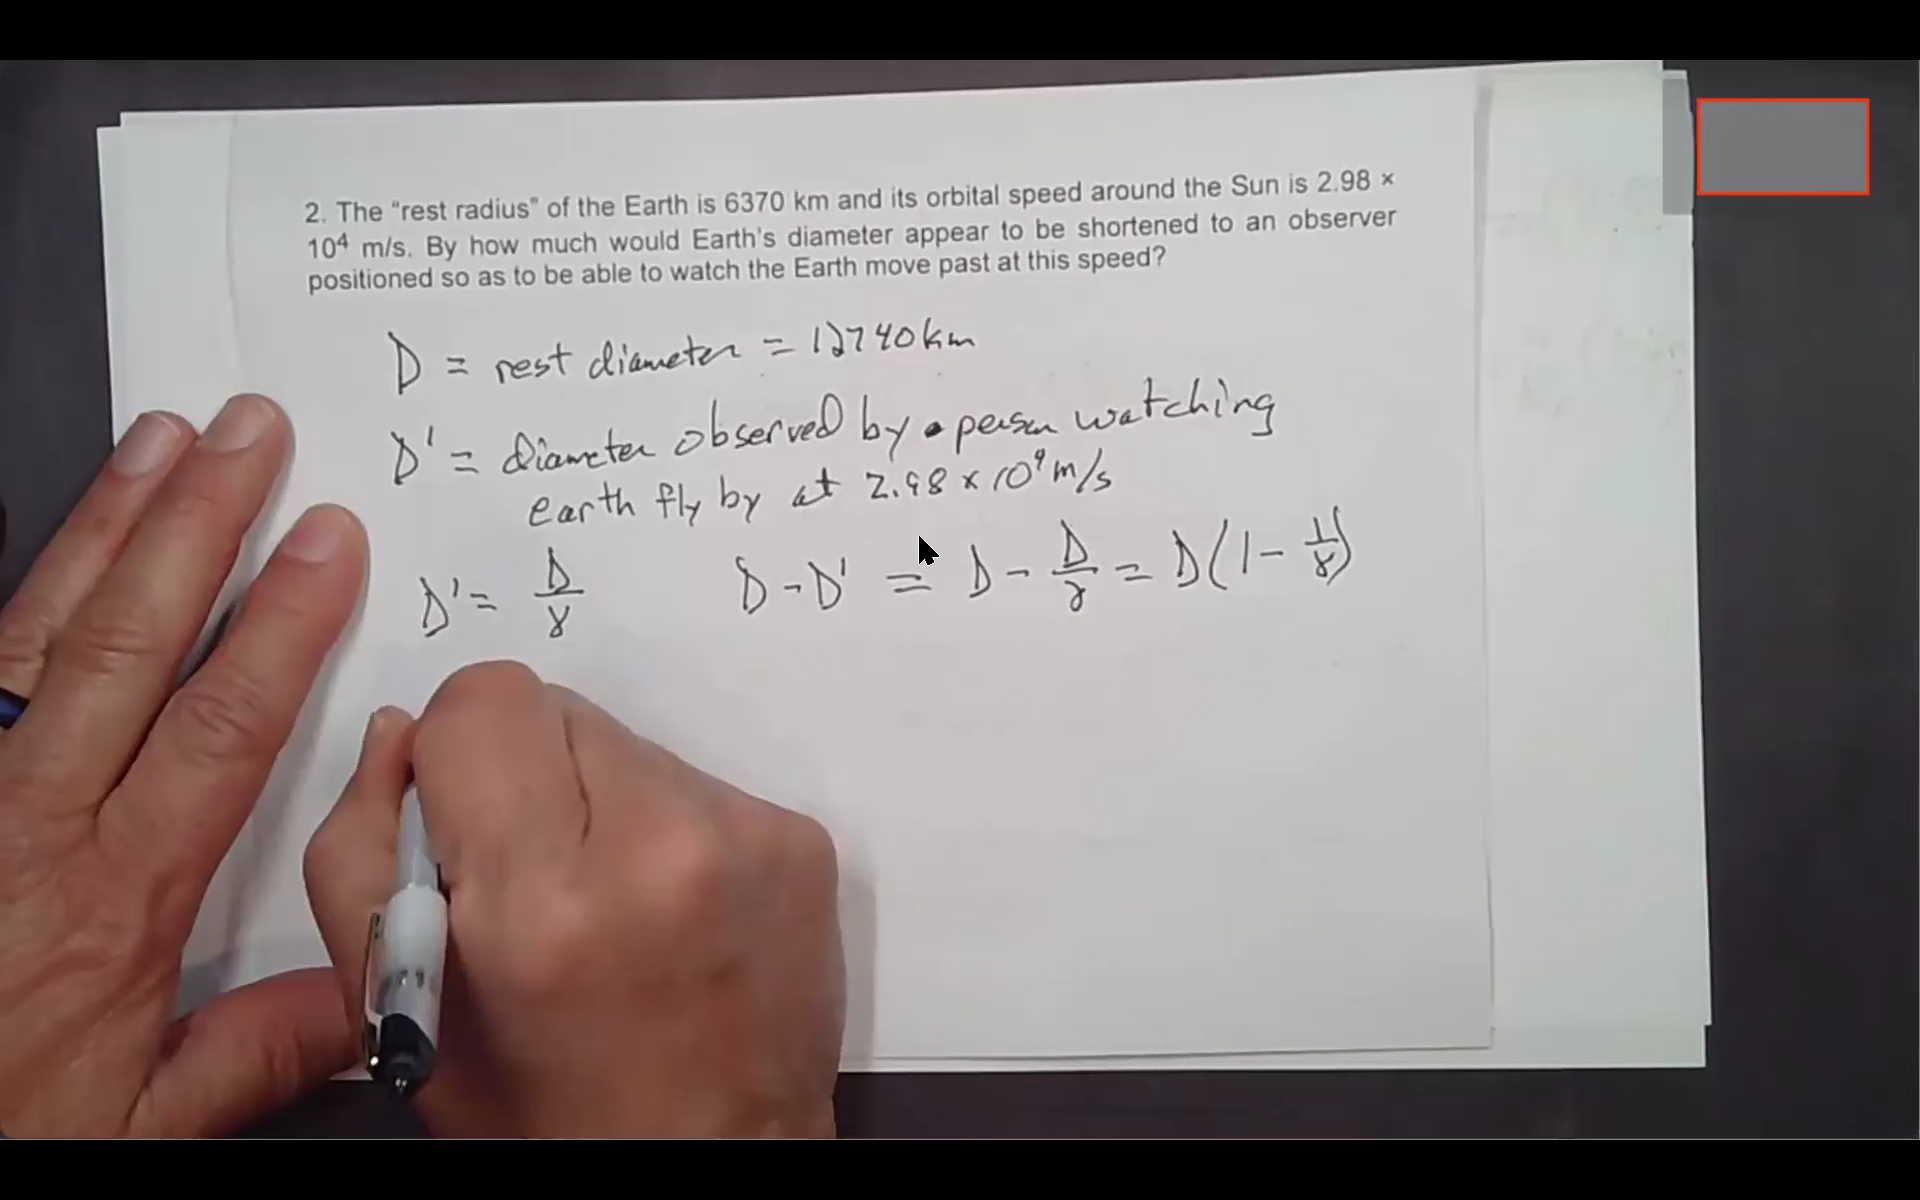 2. The “rest radius” of the Earth is 6370 km and its orbital speed around the Sun is 2.98 ×
10⁴ m/s. By how much would Earth's diameter appear to be shortened to an observer
positioned so as to be able to watch the Earth move past at this speed?
D = rest diameter = 12740 km
D' = diameter observed by person watching
earth fly by at 2.98 × 10⁴ m/s
D' = D/γ    D - D' = D - D/γ = D(1 - 1/γ)